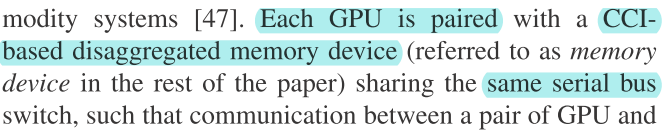 modity systems [47]. Each GPU is paired with a CCI-
based disaggregated memory device (referred to as memory
device in the rest of the paper) sharing the same serial bus
switch, such that communication between a pair of GPU and